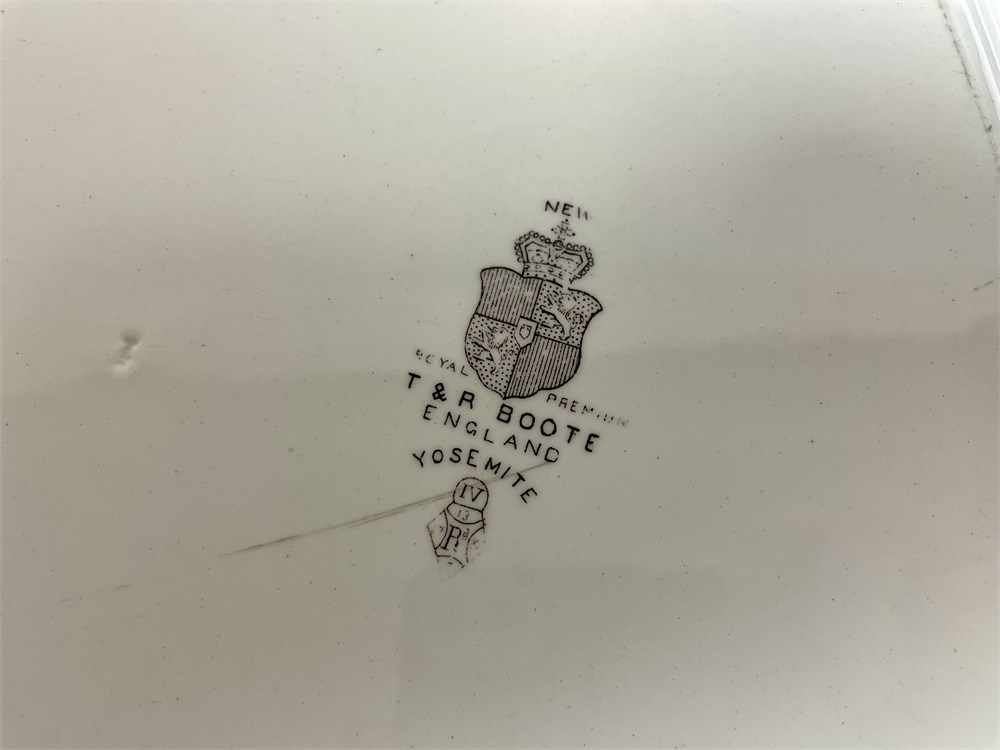 NEW
ROYAL PREMIUM
T & R BOOTE
ENGLAND
YOSEMITE
IV
13
Rd